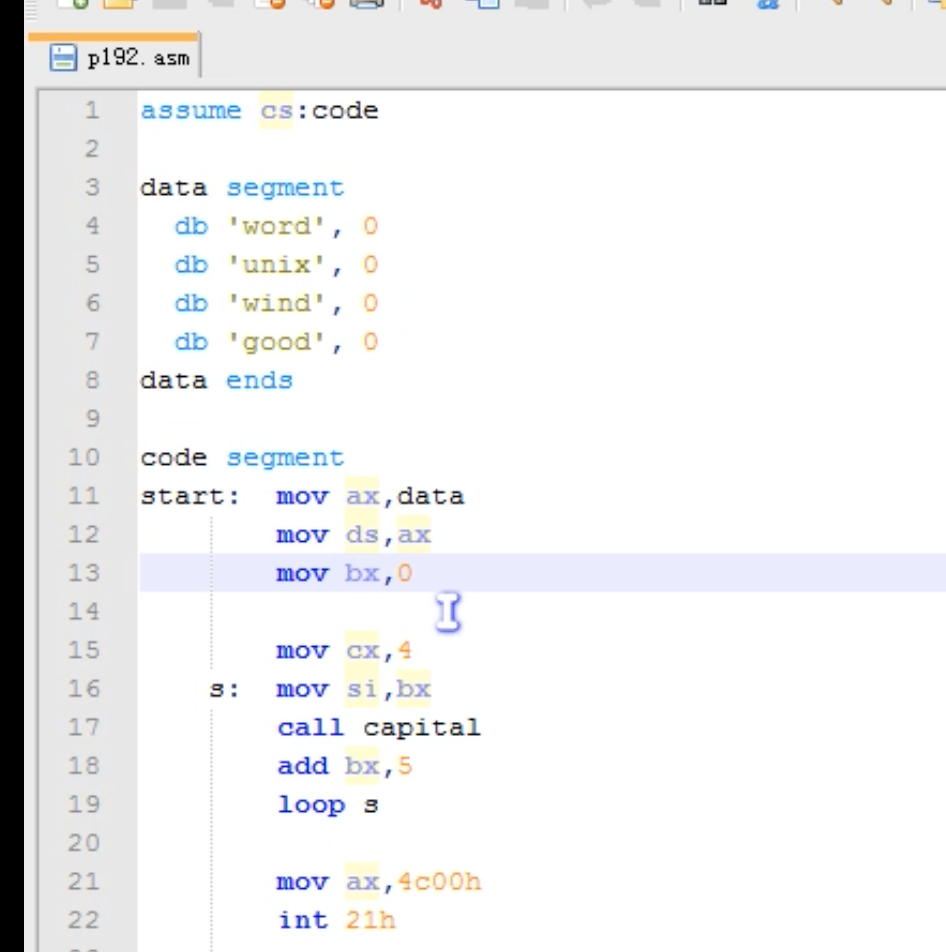 p192.asm
1 assume cs:code
2
3 data segment
4 db 'word', 0
5 db 'unix', 0
6 db 'wind', 0
7 db 'good', 0
8 data ends
9
10 code segment
11 start: mov ax,data
12 mov ds,ax
13 mov bx,0
14
15 mov cx,4
16 s: mov si,bx
17 call capital
18 add bx,5
19 loop s
20
21 mov ax,4c00h
22 int 21h